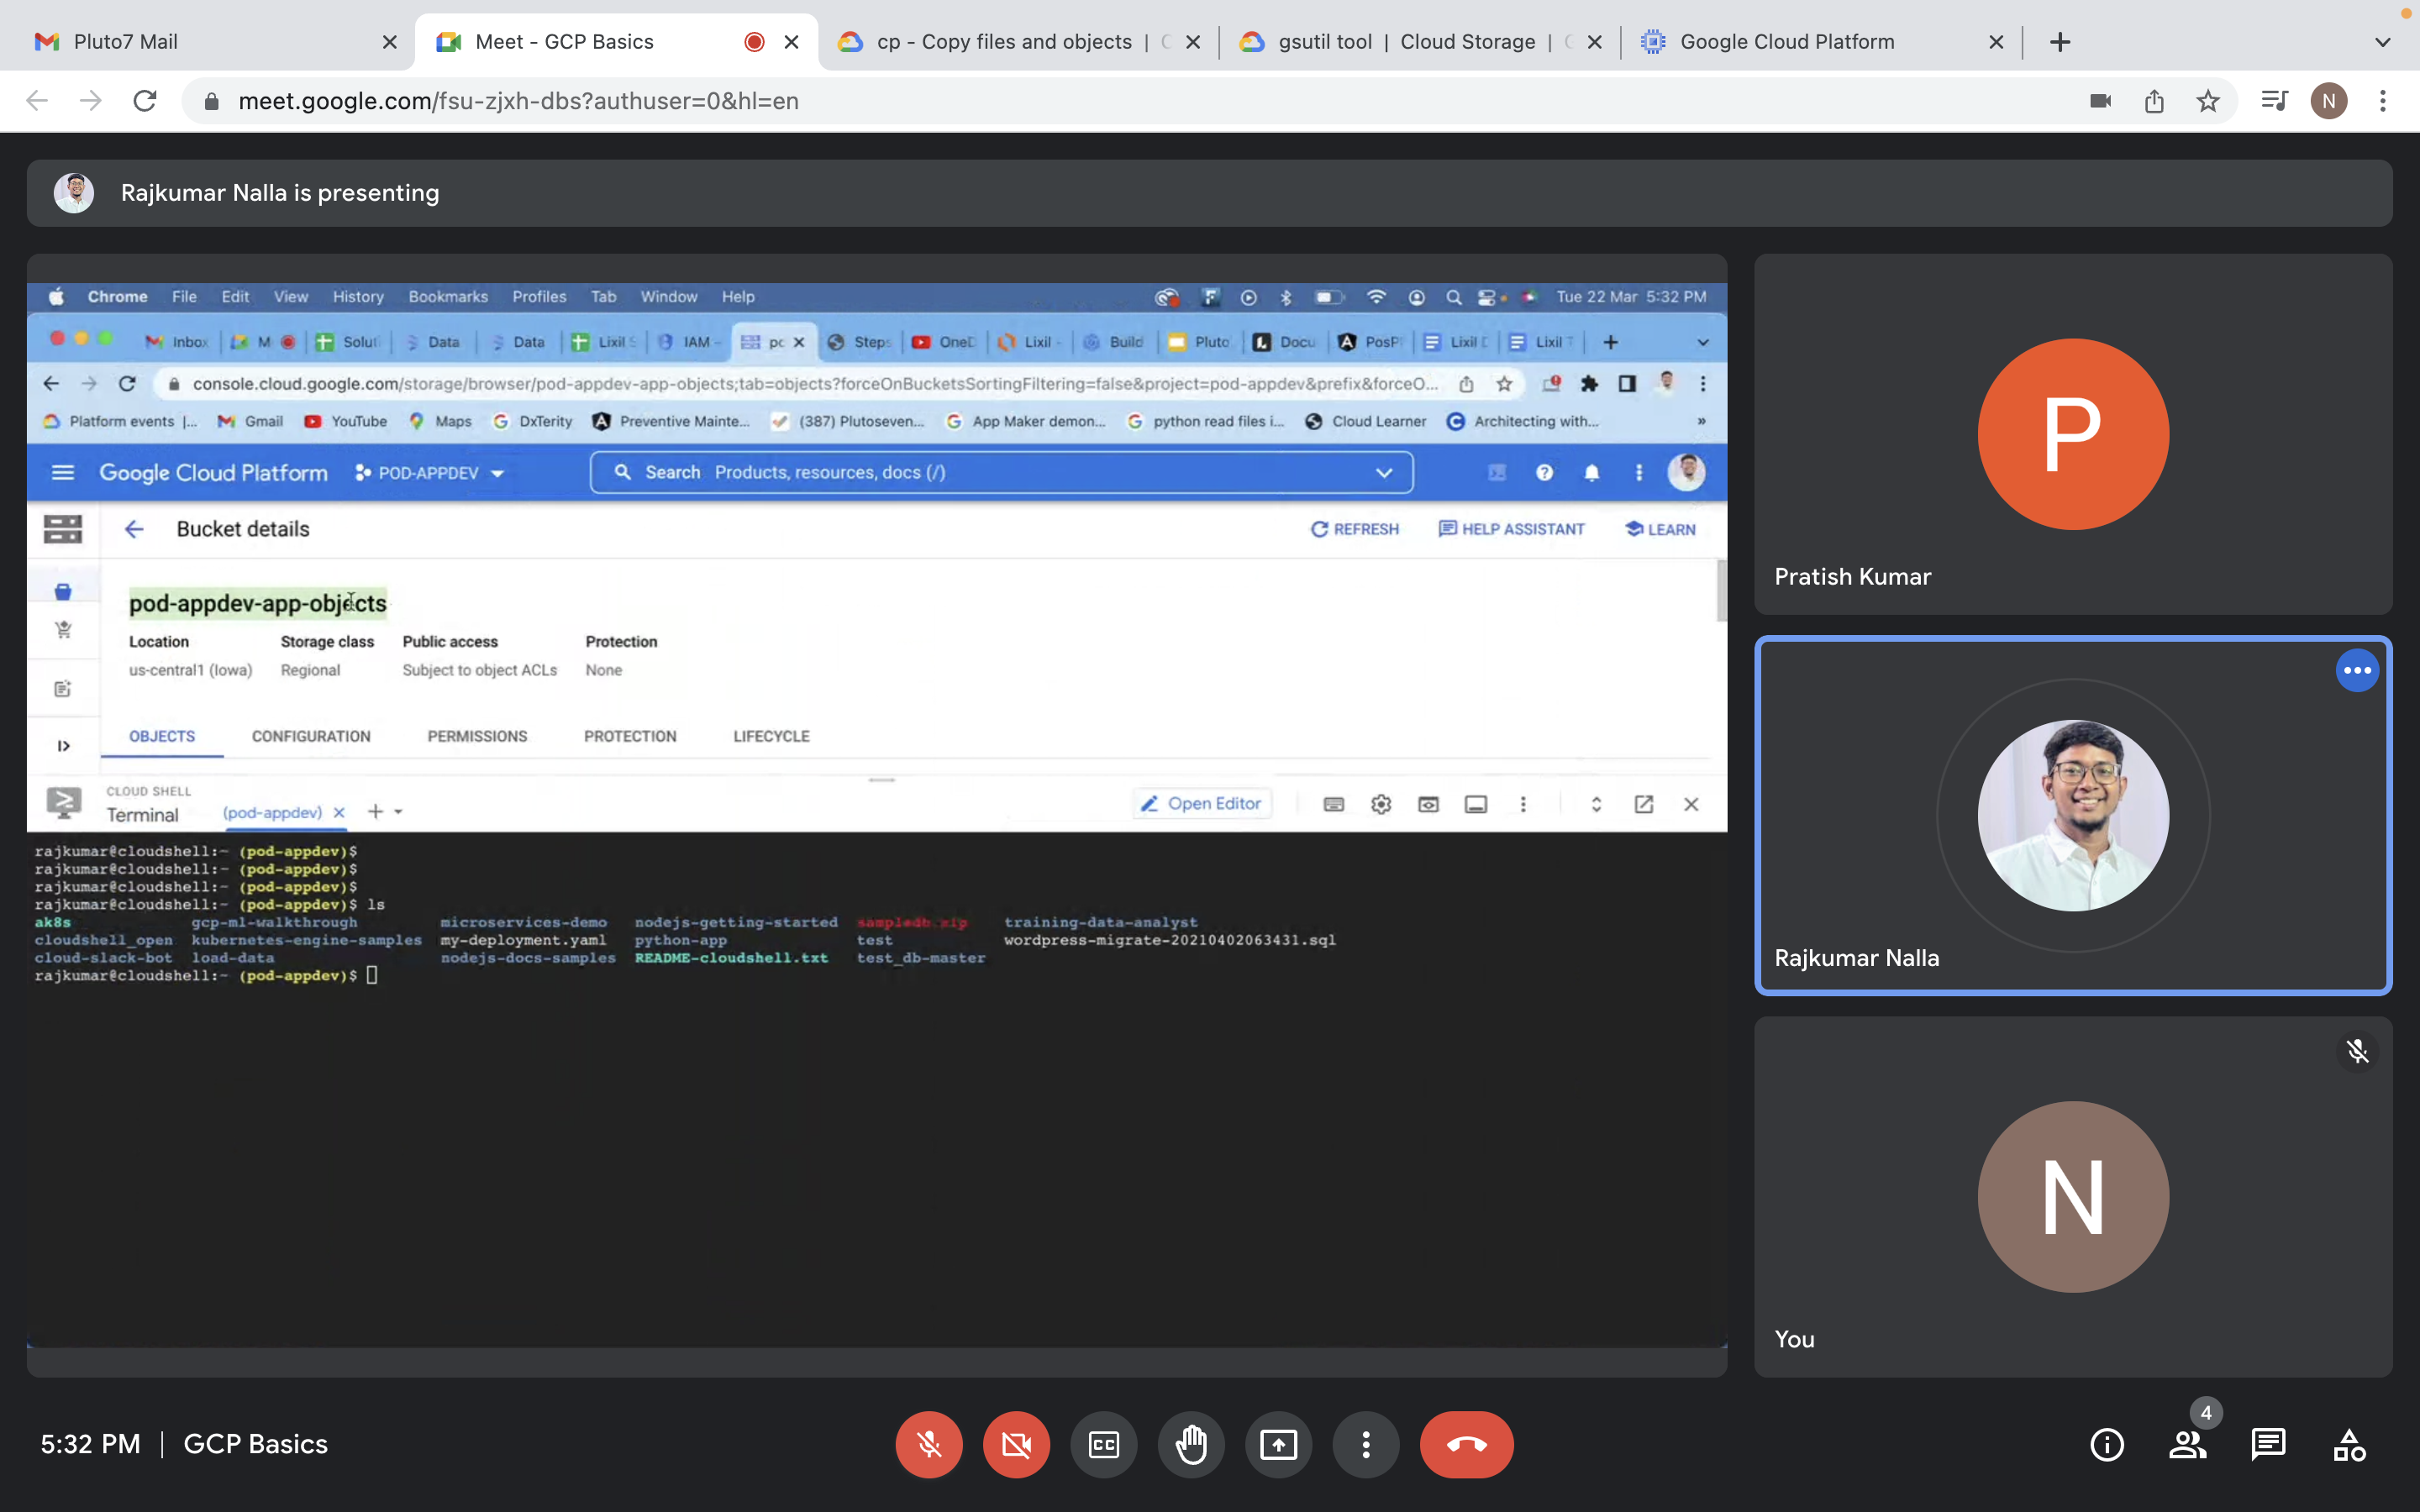 Pluto7 Mail
Meet - GCP Basics
cp - Copy files and objects |
gsutil tool | Cloud Storage |
Google Cloud Platform
meet.google.com/fsu-zjxh-dbs?authuser=0&hl=en
N
Rajkumar Nalla is presenting
Chrome File Edit View History Bookmarks Profiles Tab Window Help
Tue 22 Mar 5:32 PM
Inbox M Solut Data Data Lixil S IAM - pc Steps OneD Lixil - Build Pluto Docu PosP Lixil D Lixil T
console.cloud.google.com/storage/browser/pod-appdev-app-objects;tab=objects?forceOnBucketsSortingFiltering=false&project=pod-appdev&prefix&forceO...
Platform events |... Gmail YouTube Maps DxTerity Preventive Mainte... (387) Plutoseven... App Maker demon... python read files i... Cloud Learner Architecting with... »
Google Cloud Platform POD-APPDEV Search Products, resources, docs (/)
Bucket details REFRESH HELP ASSISTANT LEARN
pod-appdev-app-objects
Location Storage class Public access Protection
us-central1 (Iowa) Regional Subject to object ACLs None
OBJECTS CONFIGURATION PERMISSIONS PROTECTION LIFECYCLE
CLOUD SHELL
Terminal (pod-appdev) Open Editor
rajkumar@cloudshell:~ (pod-appdev)$
rajkumar@cloudshell:~ (pod-appdev)$
rajkumar@cloudshell:~ (pod-appdev)$
rajkumar@cloudshell:~ (pod-appdev)$ ls
ak8s gcp-ml-walkthrough microservices-demo nodejs-getting-started sampledb.zip training-data-analyst
cloudshell_open kubernetes-engine-samples my-deployment.yaml python-app test wordpress-migrate-20210402063431.sql
cloud-slack-bot load-data nodejs-docs-samples README-cloudshell.txt test_db-master
rajkumar@cloudshell:~ (pod-appdev)$
P
Pratish Kumar
Rajkumar Nalla
N
You
5:32 PM | GCP Basics
CC
4